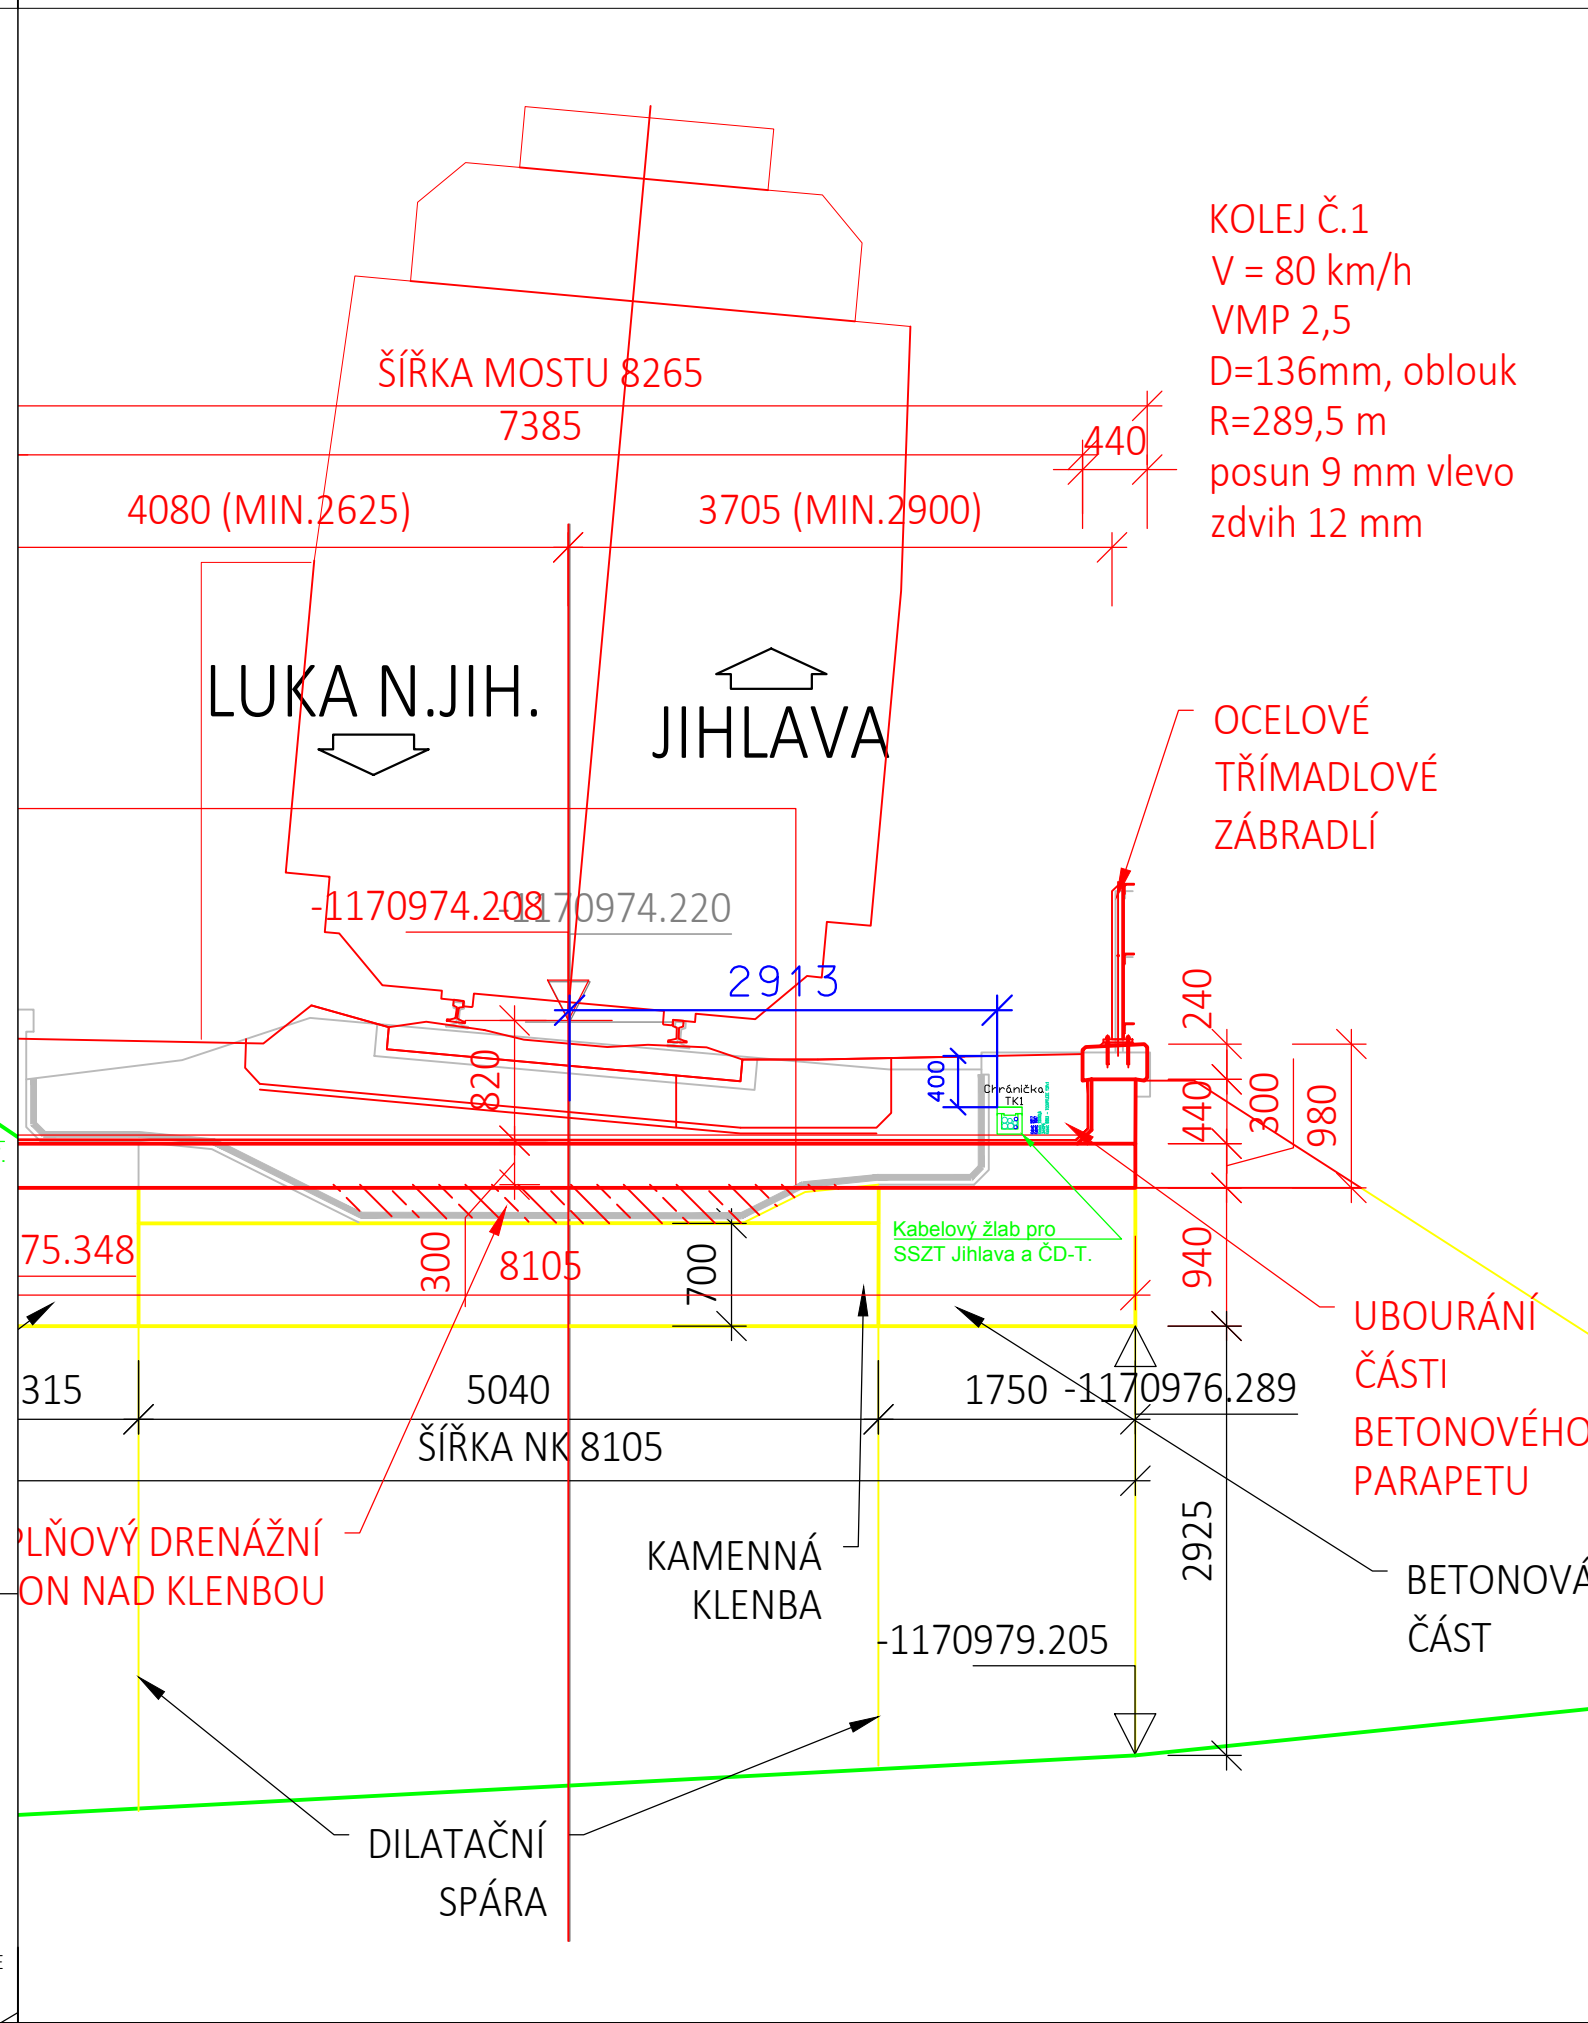 KOLEJ Č.1
V = 80 km/h
VMP 2,5
D=136mm, oblouk
R=289,5 m
posun 9 mm vlevo
zdvih 12 mm
ŠÍŘKA MOSTU 8265
7385
440
4080 (MIN.2625)
3705 (MIN.2900)
LUKA N.JIH.
JIHLAVA
OCELOVÉ
TŘÍMADLOVÉ
ZÁBRADLÍ
-1170974.208
-1170974.220
2913
240
820
400
Chránička
TK1
440
300
980
Kabelový žlab pro
SSZT Jihlava a ČD-T.
75.348
300
8105
700
940
UBOURÁNÍ
ČÁSTI
BETONOVÉHO
PARAPETU
315
5040
1750
-1170976.289
ŠÍŘKA NK 8105
PLŇOVÝ DRENÁŽNÍ
ON NAD KLENBOU
KAMENNÁ
KLENBA
2925
BETONOVÁ
ČÁST
-1170979.205
DILATAČNÍ
SPÁRA